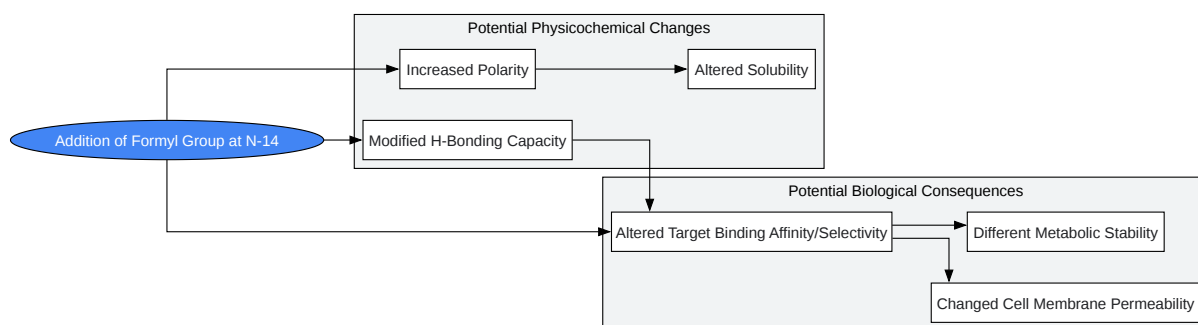 Potential Physicochemical Changes
Increased Polarity
Altered Solubility
Addition of Formyl Group at N-14
Modified H-Bonding Capacity
Potential Biological Consequences
Altered Target Binding Affinity/Selectivity
Different Metabolic Stability
Changed Cell Membrane Permeability